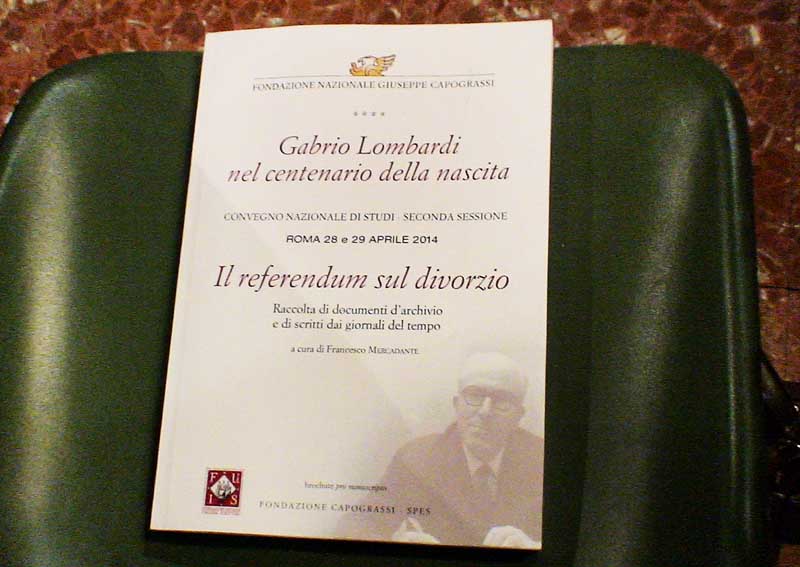 FONDAZIONE NAZIONALE GIUSEPPE CAPOGRASSI
Gabrio Lombardi
nel centenario della nascita
CONVEGNO NAZIONALE DI STUDI - SECONDA SESSIONE
ROMA 28 e 29 APRILE 2014
Il referendum sul divorzio
Raccolta di documenti d'archivio
e di scritti dai giornali del tempo
a cura di Francesco MERCADANTE
FUIS
brochure pro manuscripto
FONDAZIONE CAPOGRASSI - SPES